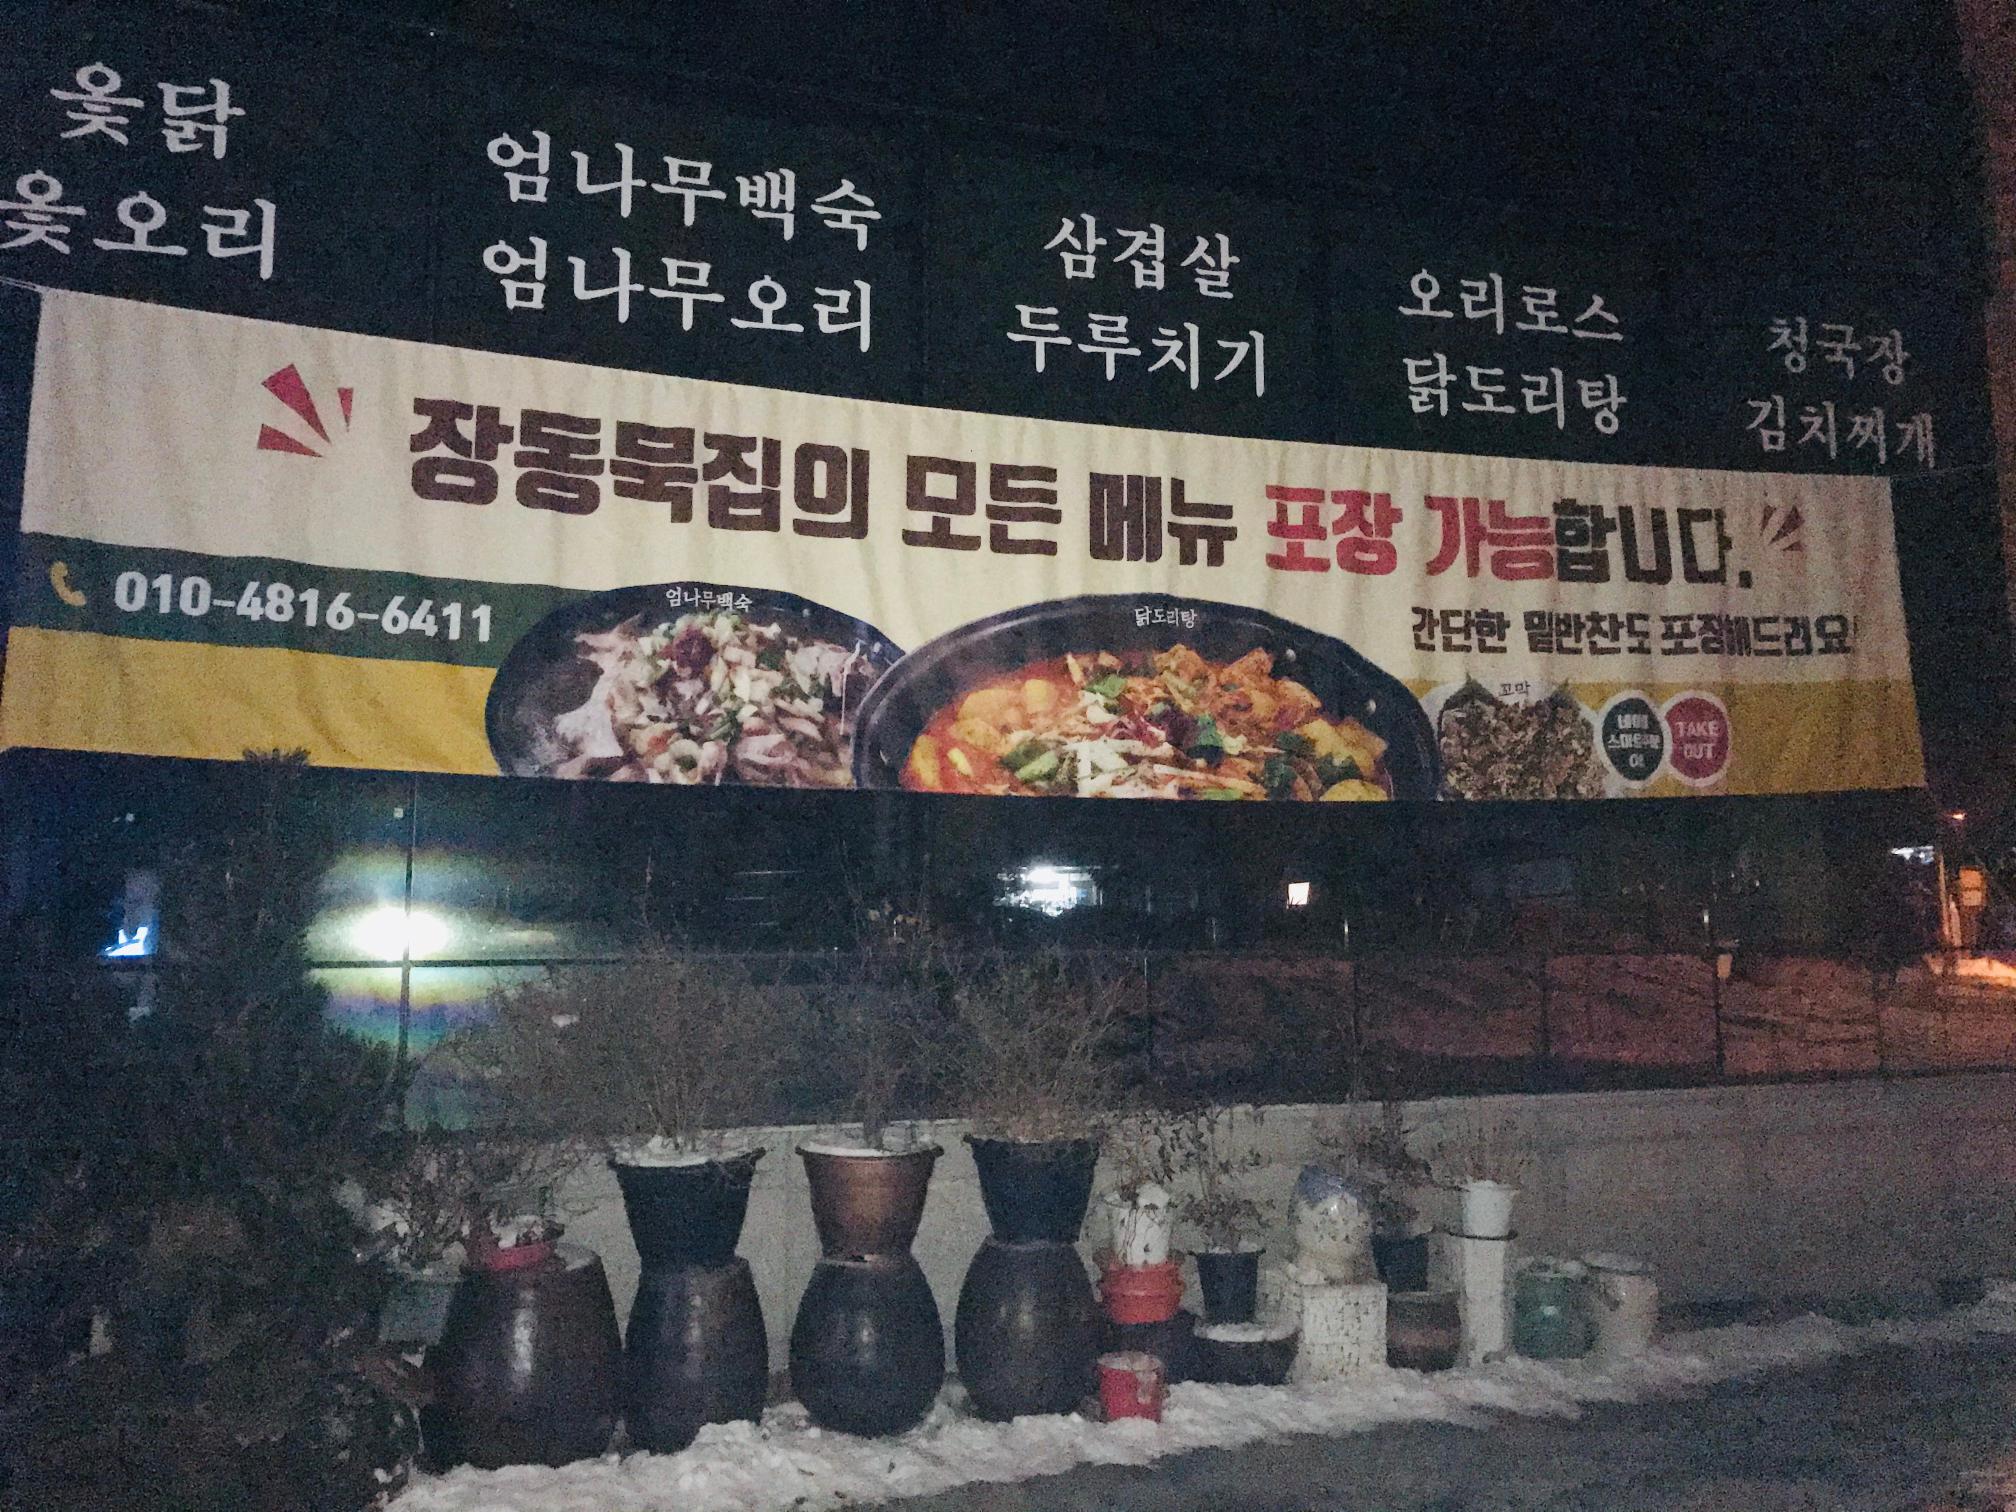 옻닭
옻오리
엄나무백숙
엄나무오리
삼겹살
두루치기
오리로스
닭도리탕
청국장
김치찌개
장동묵집의 모든 메뉴 포장 가능합니다.
010-4816-6411
엄나무백숙
닭도리탕
간단한 밑반찬도 포장해드려요!
꼬막
TAKE
OUT